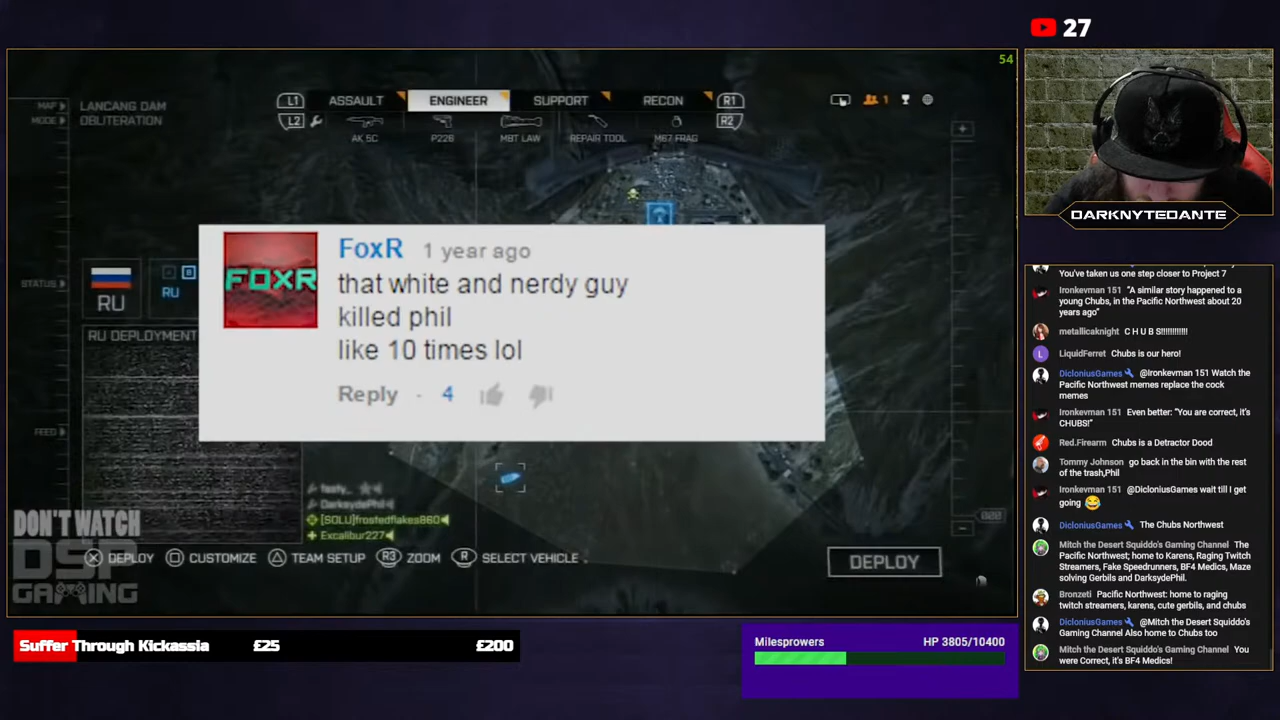 27
54
MAP
LANCANG DAM
MODE
OBLITERATION
L1
ASSAULT
ENGINEER
SUPPORT
RECON
R1
1
L2
AK 5C
P226
MBT LAW
REPAIR TOOL
M67 FRAG
R2
STATUS
RU
B
RU
RU DEPLOYMENT
FEED
FOXR
FoxR 1 year ago
that white and nerdy guy
killed phil
like 10 times lol
Reply · 4
DarksydePhil
[SOLU]frostedflakes860
Excalibur227
DON'T WATCH
DSP
GAMING
DEPLOY
CUSTOMIZE
TEAM SETUP
R3 ZOOM
R SELECT VEHICLE
DEPLOY
DARKNYTEDANTE
You've taken us one step closer to Project 7
Ironkevman 151 "A similar story happened to a
young Chubs, in the Pacific Northwest about 20
years ago"
metallicaknight C H U B S!!!!!!!!!!!!
L
LiquidFerret Chubs is our hero!
DicloniusGames @Ironkevman 151 Watch the
Pacific Northwest memes replace the cock
memes
Ironkevman 151 Even better: "You are correct, it's
CHUBS!"
Red.Firearm Chubs is a Detractor Dood
Tommy Johnson go back in the bin with the rest
of the trash,Phil
Ironkevman 151 @DicloniusGames wait till I get
going 😂
DicloniusGames The Chubs Northwest
Mitch the Desert Squiddo's Gaming Channel The
Pacific Northwest; home to Karens, Raging Twitch
Streamers, Fake Speedrunners, BF4 Medics, Maze
solving Gerbils and DarksydePhil.
Bronzeti Pacific Northwest: home to raging
twitch streamers, karens, cute gerbils, and chubs
DicloniusGames @Mitch the Desert Squiddo's
Gaming Channel Also home to Chubs too
Mitch the Desert Squiddo's Gaming Channel You
were Correct, it's BF4 Medics!
Suffer Through Kickassia £25 £200
Milesprowers HP 3805/10400